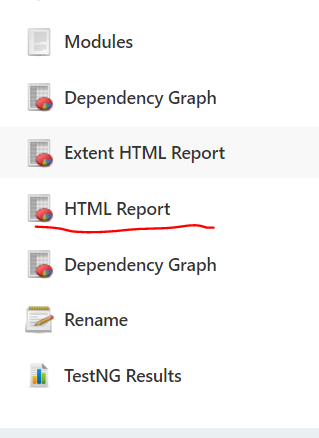 Modules
Dependency Graph
Extent HTML Report
HTML Report
Dependency Graph
Rename
TestNG Results